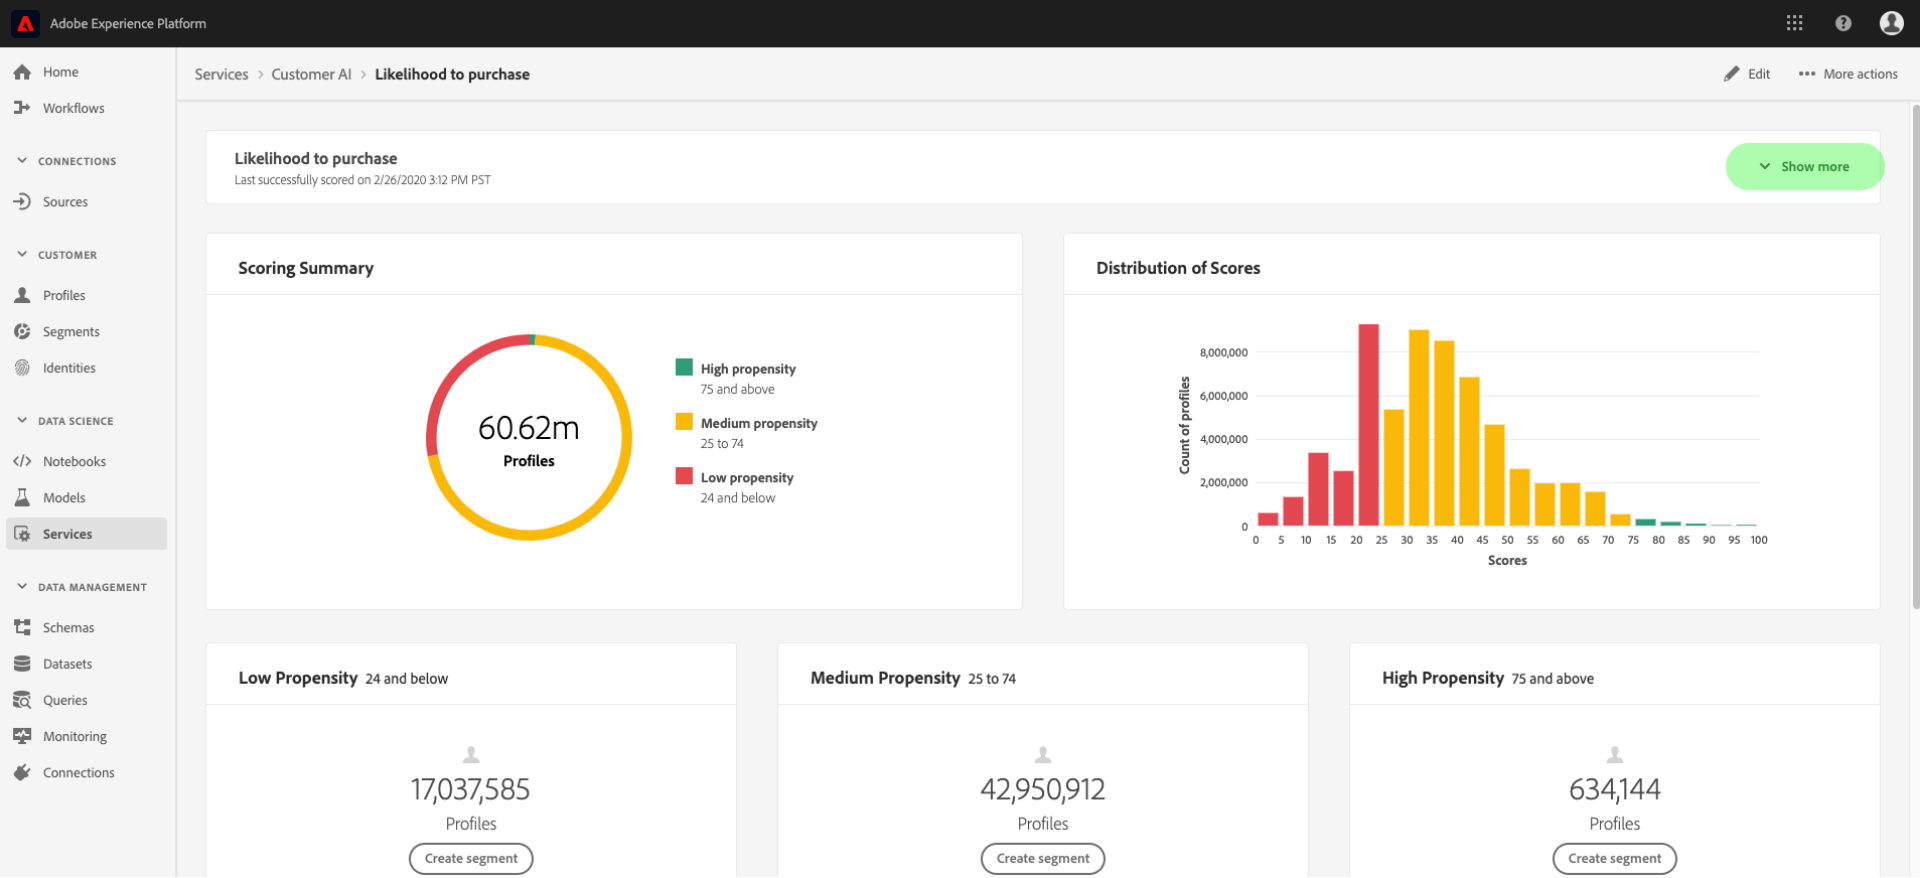 Adobe Experience Platform
Home
Workflows
CONNECTIONS
Sources
CUSTOMER
Profiles
Segments
Identities
DATA SCIENCE
Notebooks
Models
Services
DATA MANAGEMENT
Schemas
Datasets
Queries
Monitoring
Connections
Services > Customer AI > Likelihood to purchase
Edit
More actions
Likelihood to purchase
Last successfully scored on 2/26/2020 3:12 PM PST
Show more
Scoring Summary
60.62m
Profiles
High propensity
75 and above
Medium propensity
25 to 74
Low propensity
24 and below
Distribution of Scores
Count of profiles
8,000,000
6,000,000
4,000,000
2,000,000
0
0 5 10 15 20 25 30 35 40 45 50 55 60 65 70 75 80 85 90 95 100
Scores
Low Propensity 24 and below
17,037,585
Profiles
Create segment
Medium Propensity 25 to 74
42,950,912
Profiles
Create segment
High Propensity 75 and above
634,144
Profiles
Create segment